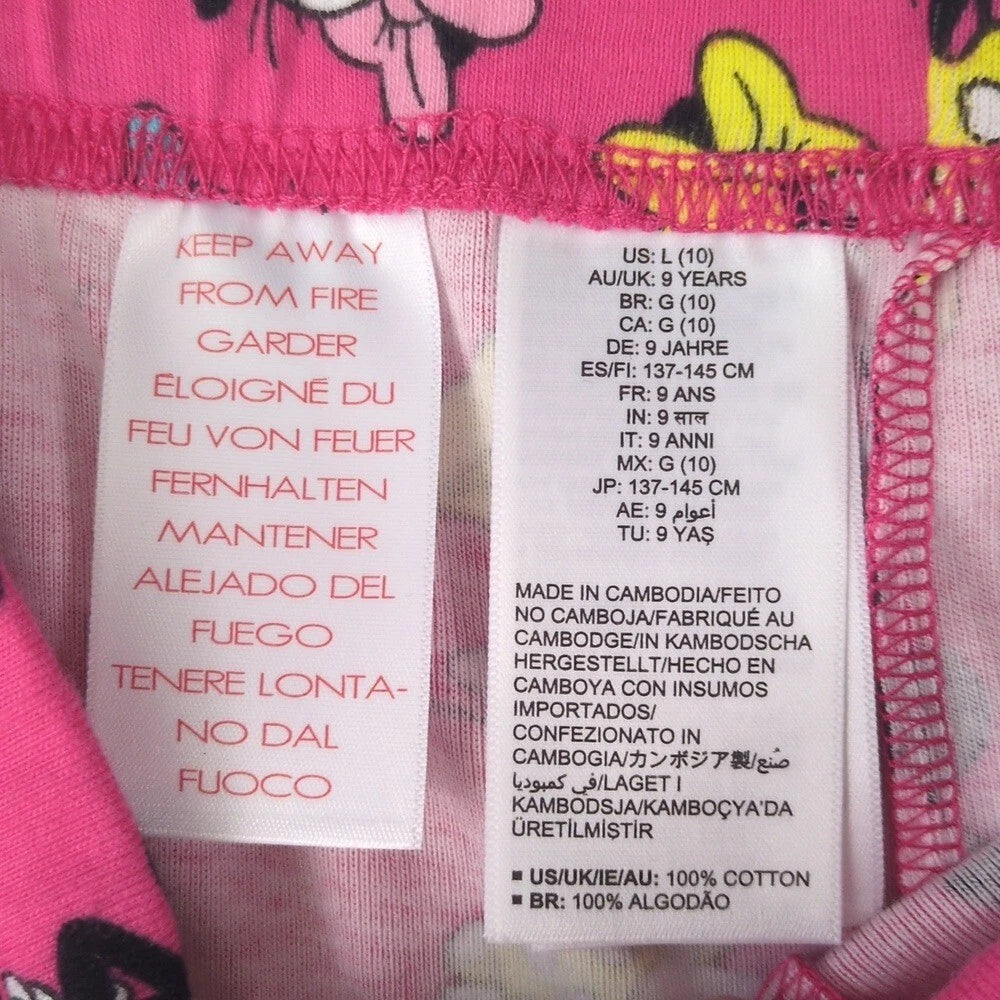 KEEP AWAY
FROM FIRE
GARDER
ÉLOIGNÉ DU
FEU VON FEUER
FERNHALTEN
MANTENER
ALEJADO DEL
FUEGO
TENERE LONTA-
NO DAL
FUOCO
US: L (10)
AU/UK: 9 YEARS
BR: G (10)
CA: G (10)
DE: 9 JAHRE
ES/FI: 137-145 CM
FR: 9 ANS
IN: 9 साल
IT: 9 ANNI
MX: G (10)
JP: 137-145 CM
AE: 9 أعوام
TU: 9 YAŞ
MADE IN CAMBODIA/FEITO
NO CAMBOJA/FABRIQUÉ AU
CAMBODGE/IN KAMBODSCHA
HERGESTELLT/HECHO EN
CAMBOYA CON INSUMOS
IMPORTADOS/
CONFEZIONATO IN
CAMBOGIA/カンボジア製/صُنع
في كمبوديا/LAGET I
KAMBODSJA/KAMBOÇYA'DA
ÜRETİLMİŞTİR
▪ US/UK/IE/AU: 100% COTTON
▪ BR: 100% ALGODÃO